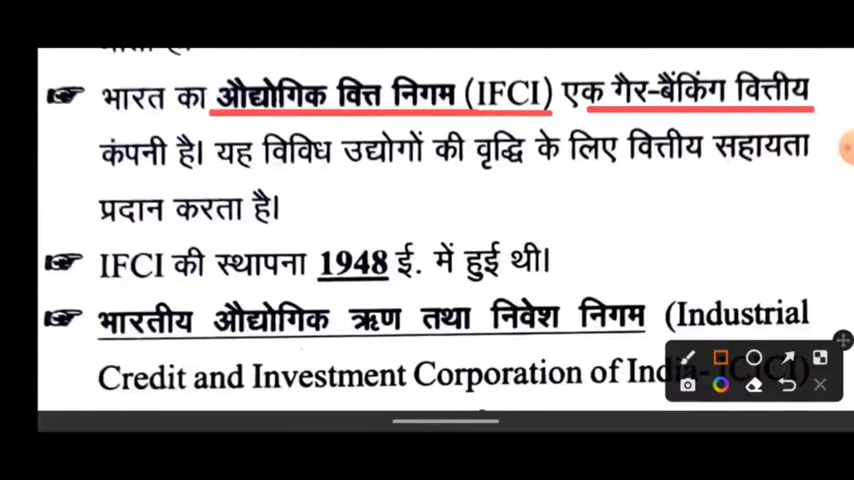 भारत का औद्योगिक वित्त निगम (IFCI) एक गैर-बैंकिंग वित्तीय
कंपनी है। यह विविध उद्योगों की वृद्धि के लिए वित्तीय सहायता
प्रदान करता है।
IFCI की स्थापना 1948 ई. में हुई थी।
भारतीय औद्योगिक ऋण तथा निवेश निगम (Industrial
Credit and Investment Corporation of India-